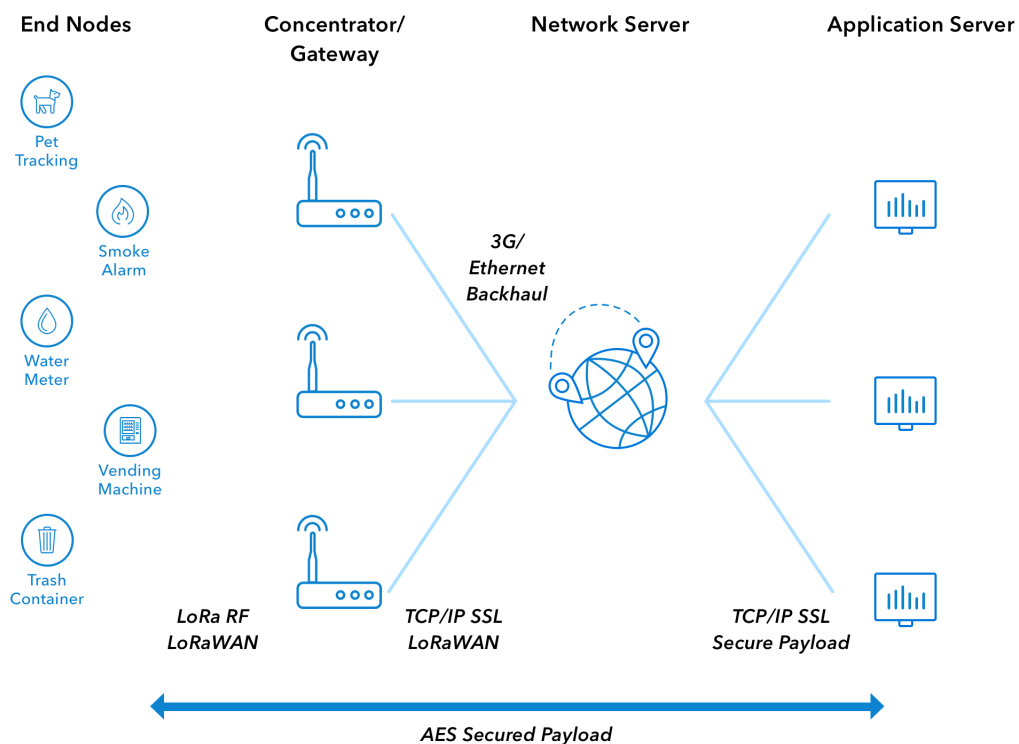 End Nodes
Concentrator/
Gateway
Network Server
Application Server
Pet
Tracking
Smoke
Alarm
Water
Meter
Vending
Machine
Trash
Container
3G/
Ethernet
Backhaul
LoRa RF
LoRaWAN
TCP/IP SSL
LoRaWAN
TCP/IP SSL
Secure Payload
AES Secured Payload